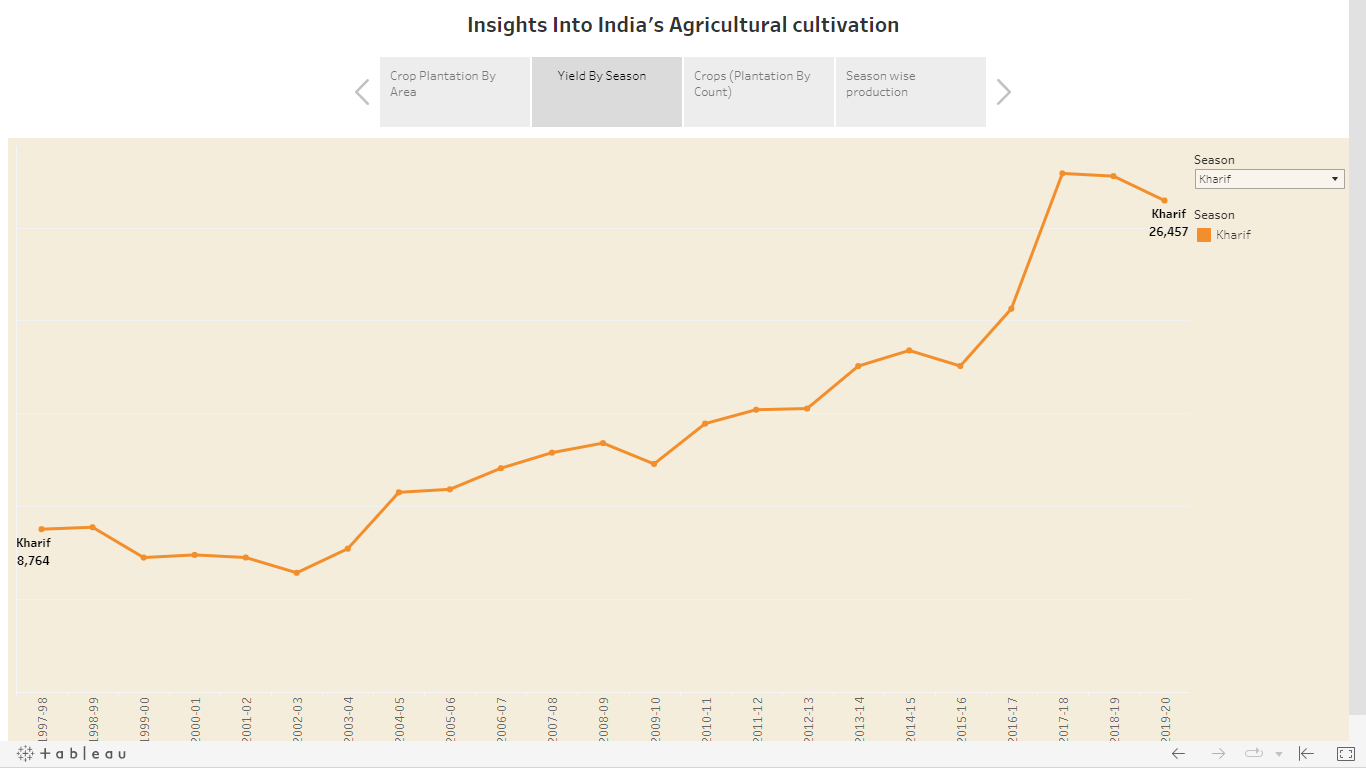 Insights Into India's Agricultural cultivation
Crop Plantation By
Area
Yield By Season
Crops (Plantation By
Count)
Season wise
production
Season
Kharif
Season
Kharif
Kharif
26,457
Kharif
8,764
1997-98
1998-99
1999-00
2000-01
2001-02
2002-03
2003-04
2004-05
2005-06
2006-07
2007-08
2008-09
2009-10
2010-11
2011-12
2012-13
2013-14
2014-15
2015-16
2016-17
2017-18
2018-19
2019-20
+ableau